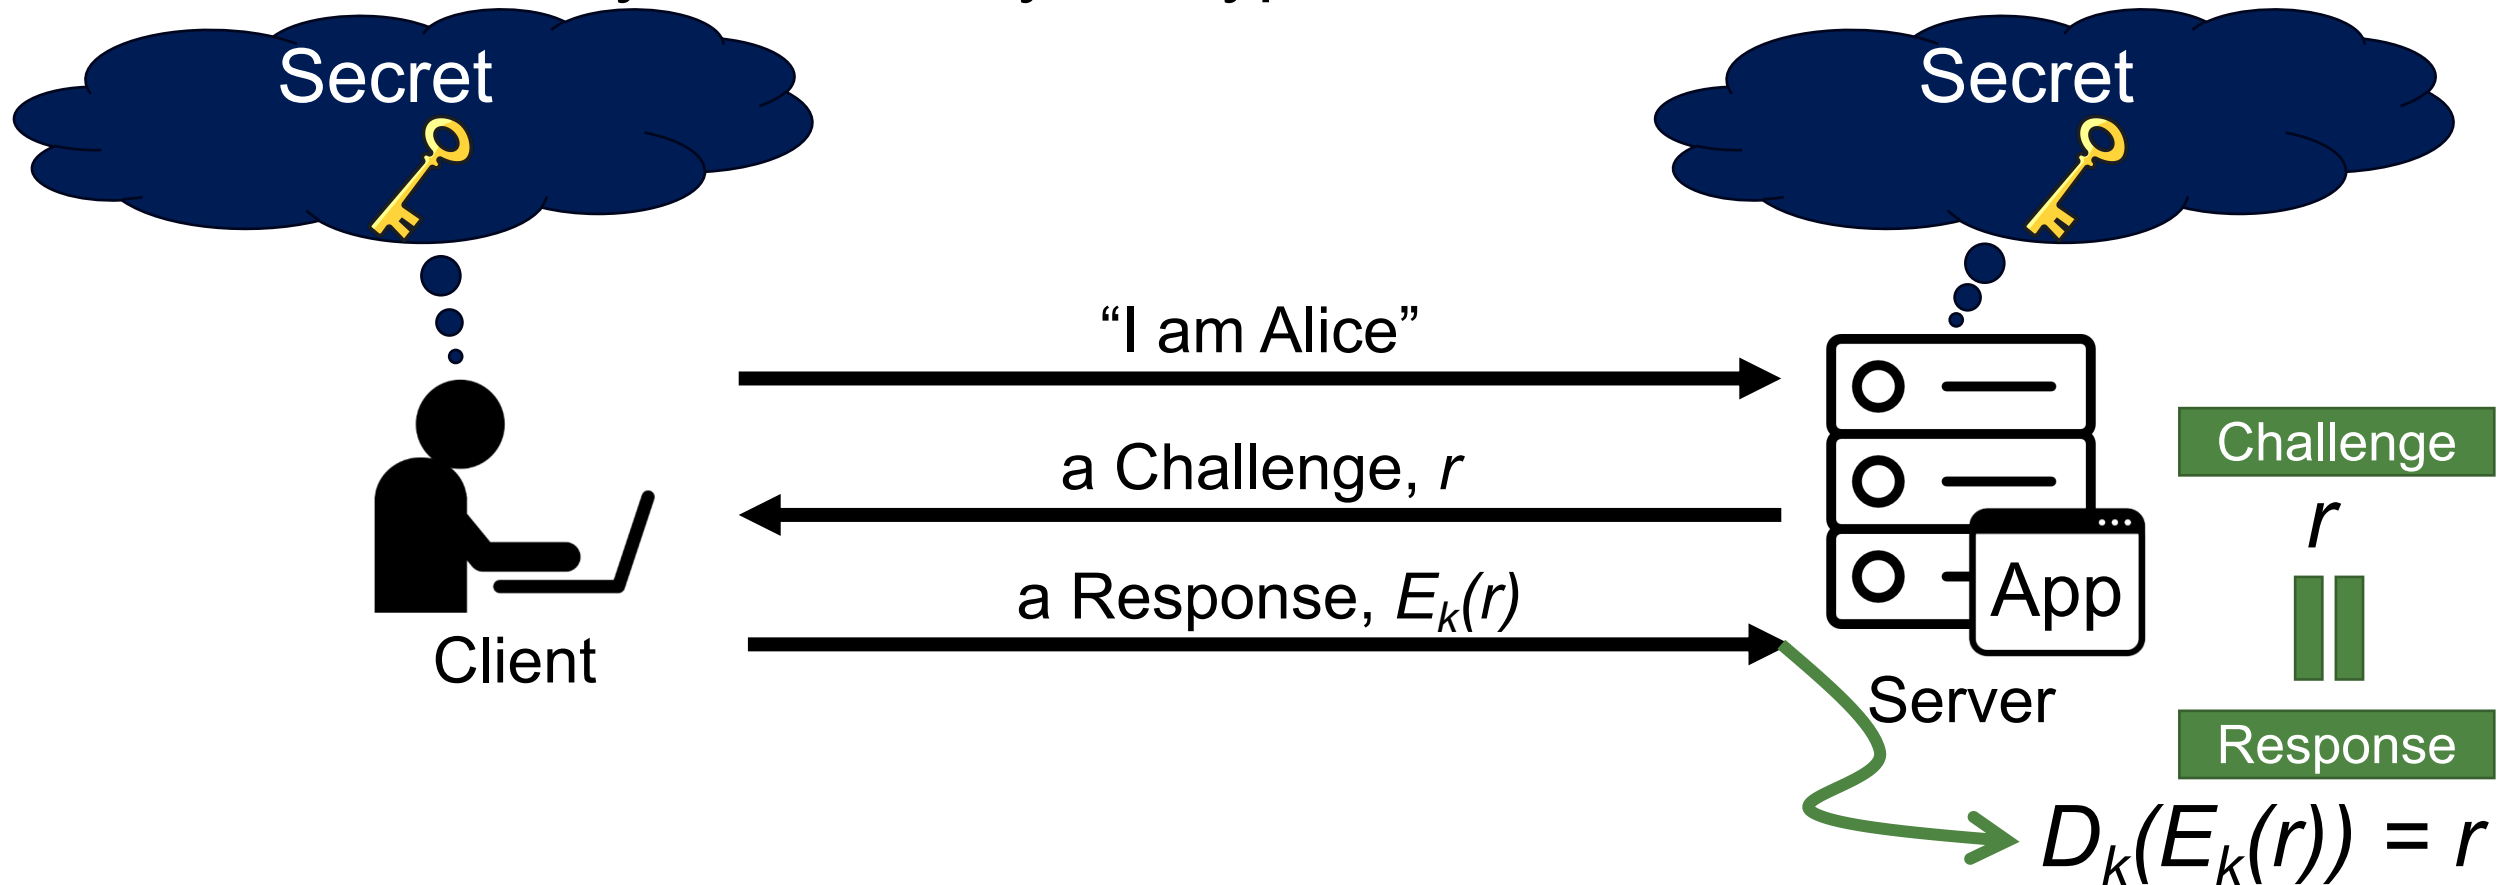 Secret
Secret
“I am Alice”
a Challenge, r
a Response, Ek(r)
Client
App
Server
Challenge
r
Response
Dk(Ek(r)) = r